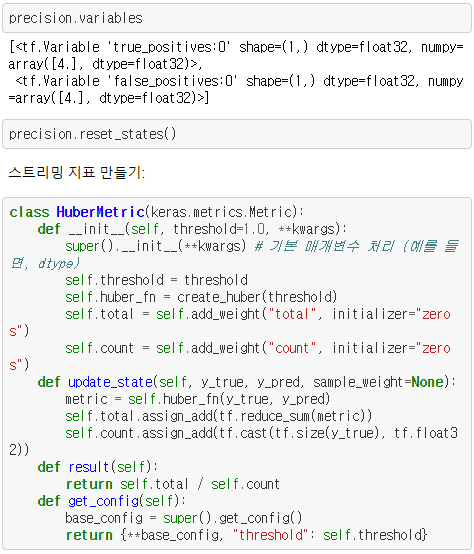 precision.variables
[<tf.Variable 'true_positives:0' shape=(1,) dtype=float32, numpy=
array([4.], dtype=float32)>,
 <tf.Variable 'false_positives:0' shape=(1,) dtype=float32, numpy
=array([4.], dtype=float32)>]
precision.reset_states()
스트리밍 지표 만들기:
class HuberMetric(keras.metrics.Metric):
    def __init__(self, threshold=1.0, **kwargs):
        super().__init__(**kwargs) # 기본 매개변수 처리 (예를 들
면, dtype)
        self.threshold = threshold
        self.huber_fn = create_huber(threshold)
        self.total = self.add_weight("total", initializer="zero
s")
        self.count = self.add_weight("count", initializer="zero
s")
    def update_state(self, y_true, y_pred, sample_weight=None):
        metric = self.huber_fn(y_true, y_pred)
        self.total.assign_add(tf.reduce_sum(metric))
        self.count.assign_add(tf.cast(tf.size(y_true), tf.float3
2))
    def result(self):
        return self.total / self.count
    def get_config(self):
        base_config = super().get_config()
        return {**base_config, "threshold": self.threshold}